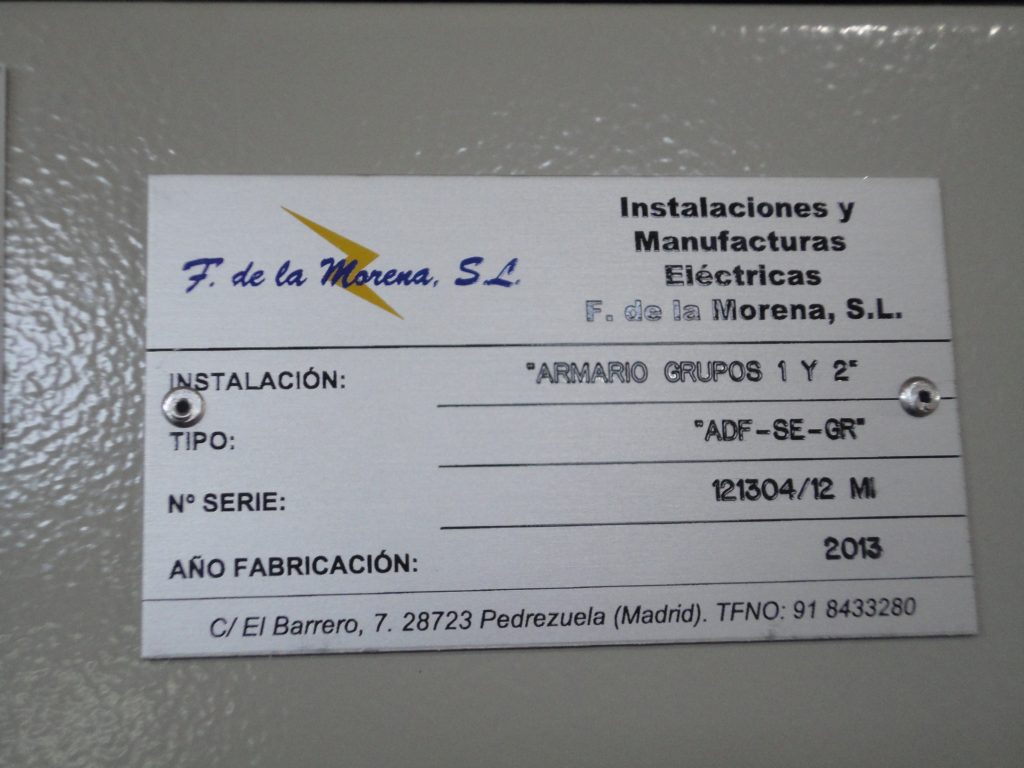 F. de la Morena, S.L.
Instalaciones y
Manufacturas
Eléctricas
F. de la Morena, S.L.
INSTALACIÓN: "ARMARIO GRUPOS 1 Y 2"
TIPO: "ADF-SE-GR"
Nº SERIE: 121304/12 MI
AÑO FABRICACIÓN: 2013
C/ El Barrero, 7. 28723 Pedrezuela (Madrid). TFNO: 91 8433280